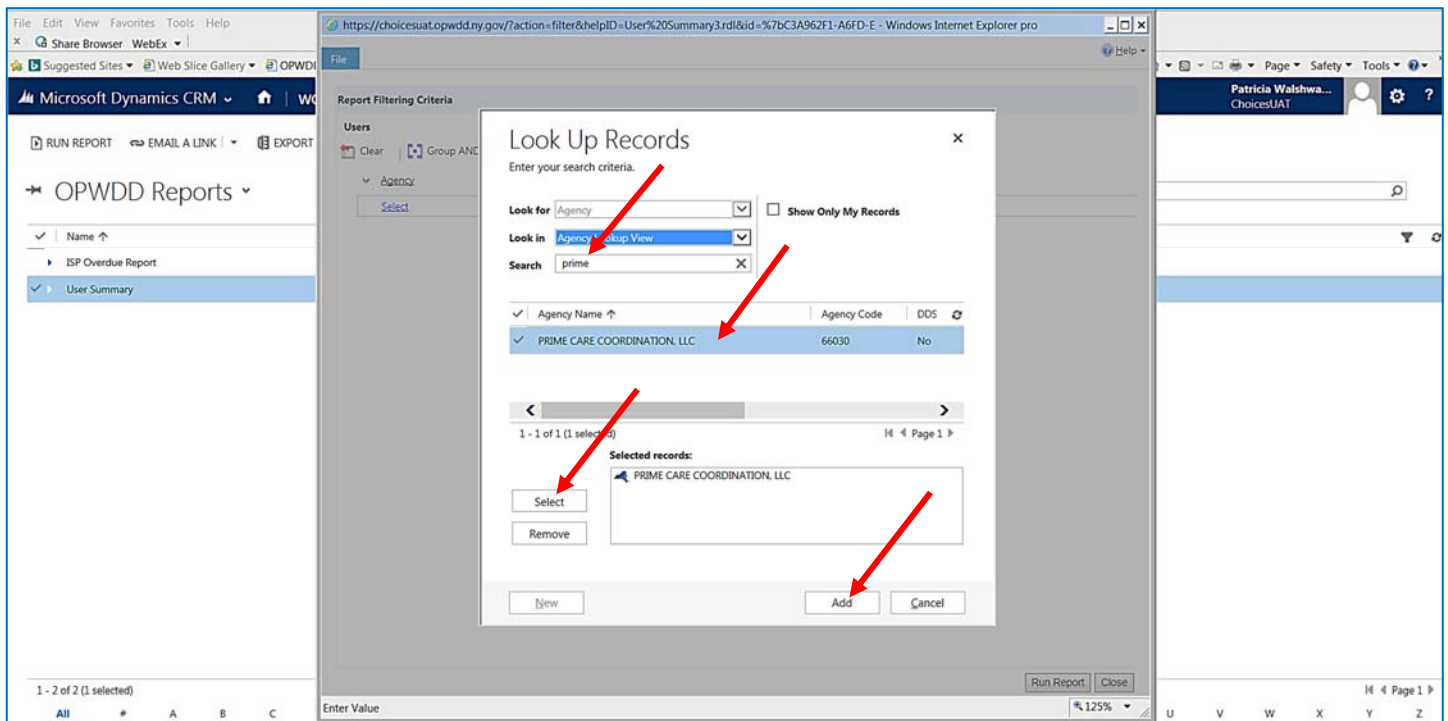 File Edit View Favorites Tools Help
x Share Browser WebEx
Suggested Sites Web Slice Gallery OPWDI
Page Safety Tools
Microsoft Dynamics CRM
Patricia Walshwa...
ChoicesUAT
?
RUN REPORT EMAIL A LINK EXPORT
OPWDD Reports
Name
ISP Overdue Report
User Summary
1 - 2 of 2 (1 selected)
Page 1
All # A B C
U V W X Y Z
https://choicesuat.opwdd.ny.gov/?action=filter&helpID=User%20Summary3.rdl&id=%7bC3A962F1-A6FD-E - Windows Internet Explorer pro
File
Help
Report Filtering Criteria
Users
Clear Group AND
Agency
Select
Look Up Records
Enter your search criteria.
Look for Agency
Show Only My Records
Look in Agency Lookup View
Search prime
Agency Name Agency Code DDS
PRIME CARE COORDINATION, LLC 66030 No
1 - 1 of 1 (1 selected) Page 1
Selected records:
PRIME CARE COORDINATION, LLC
Select
Remove
New Add Cancel
Run Report Close
Enter Value 125%